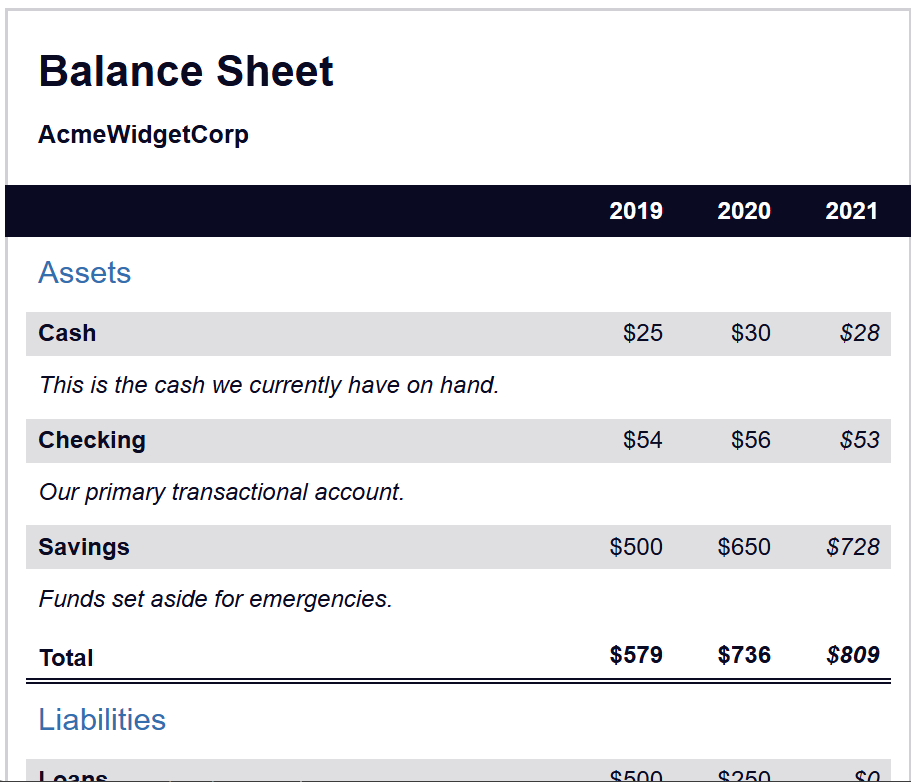 Balance Sheet
AcmeWidgetCorp
2019 2020 2021
Assets
Cash $25 $30 $28
This is the cash we currently have on hand.
Checking $54 $56 $53
Our primary transactional account.
Savings $500 $650 $728
Funds set aside for emergencies.
Total $579 $736 $809
Liabilities
Loans $500 $250 $0